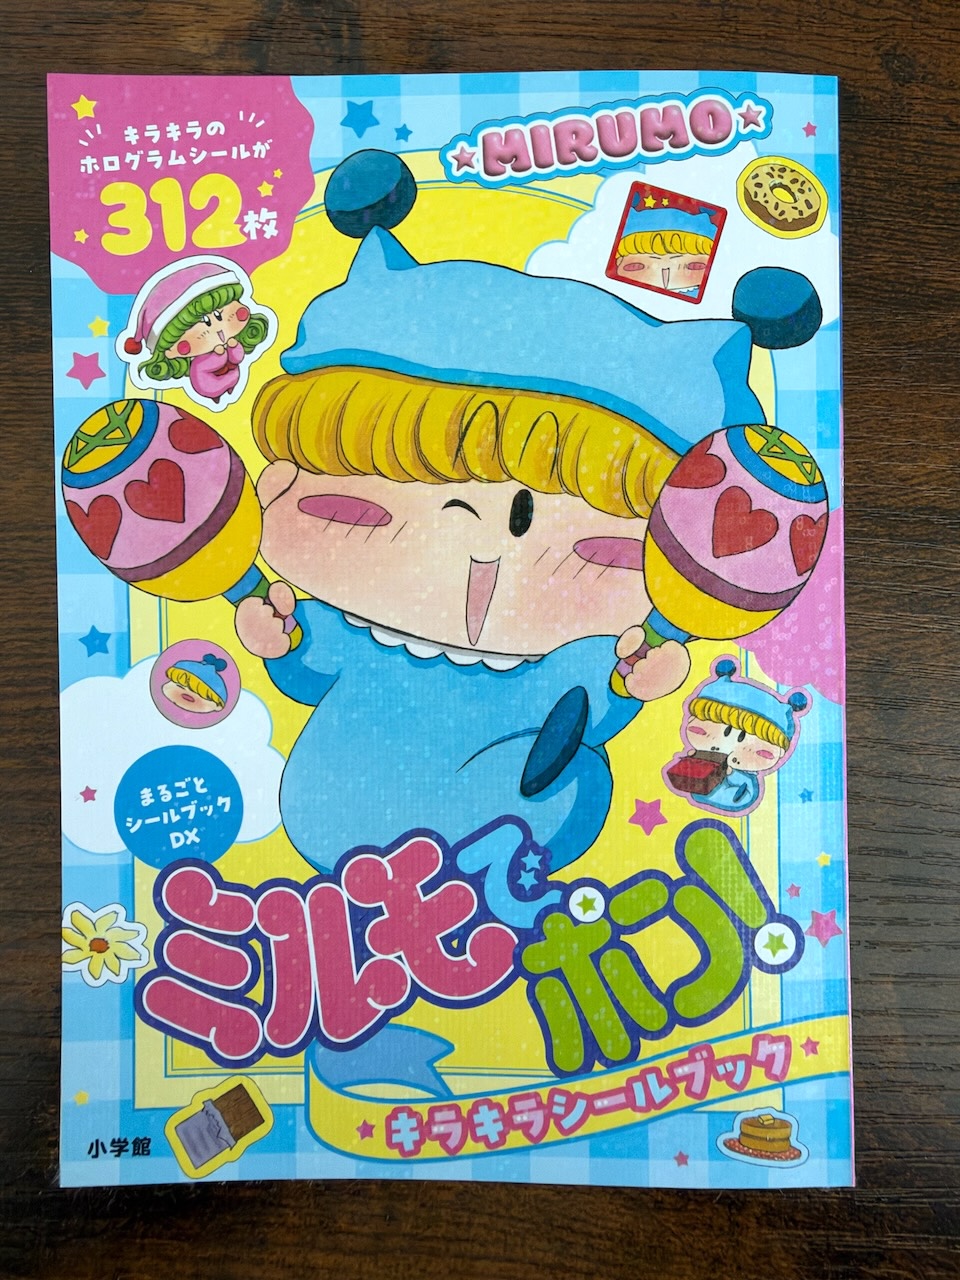 キラキラの
ホログラムシールが
312枚
MIRUMO
まるごと
シールブック
DX
ミルモでポン!
キラキラシールブック
小学館